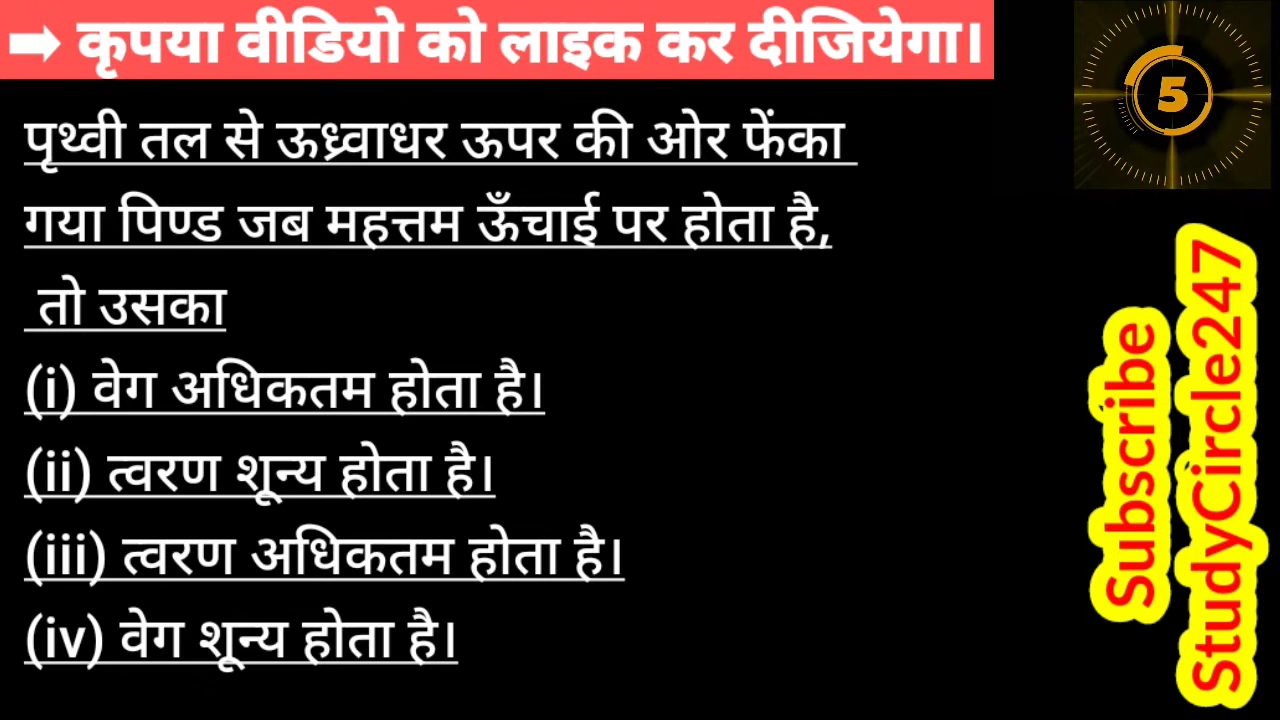 ➡ कृपया वीडियो को लाइक कर दीजियेगा।
5
पृथ्वी तल से ऊध्र्वाधर ऊपर की ओर फेंका
गया पिण्ड जब महत्तम ऊँचाई पर होता है,
तो उसका
(i) वेग अधिकतम होता है।
(ii) त्वरण शून्य होता है।
(iii) त्वरण अधिकतम होता है।
(iv) वेग शून्य होता है।
Subscribe
StudyCircle247